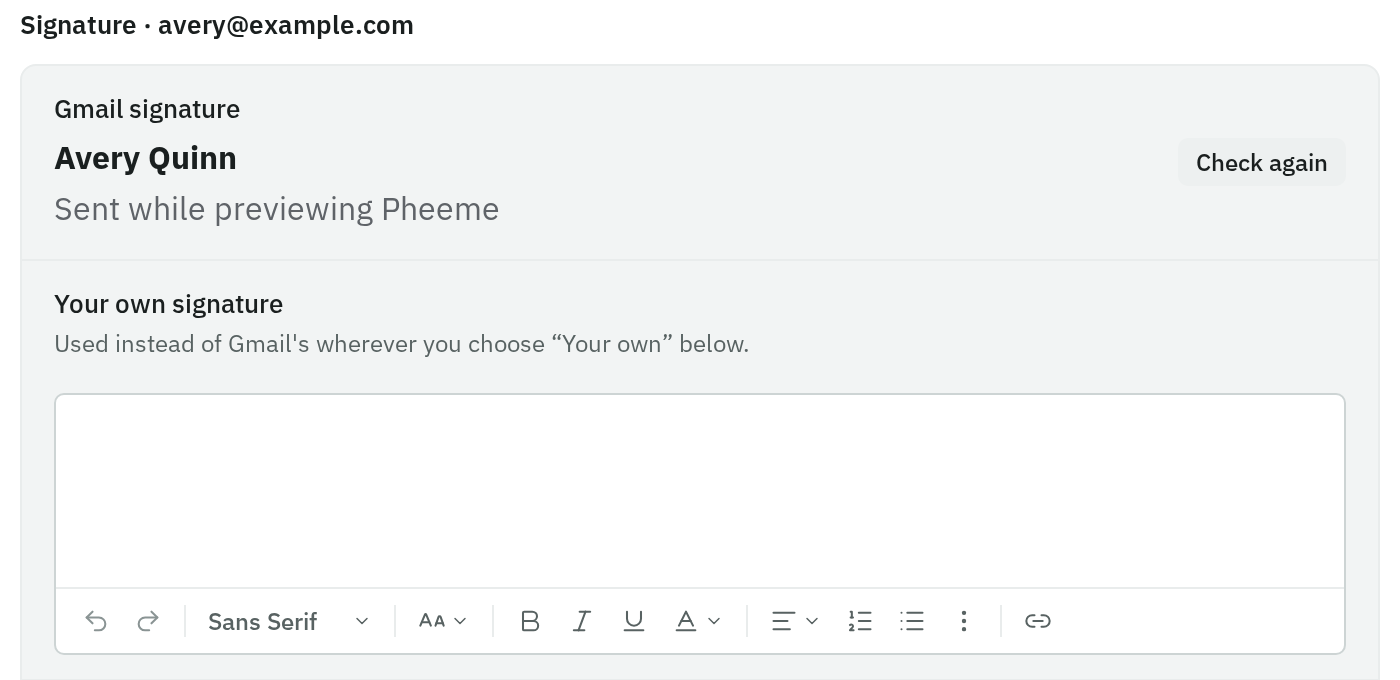 Signature · avery@example.com
Gmail signature
Avery Quinn
Check again
Sent while previewing Pheeme
Your own signature
Used instead of Gmail's wherever you choose “Your own” below.
Sans Serif